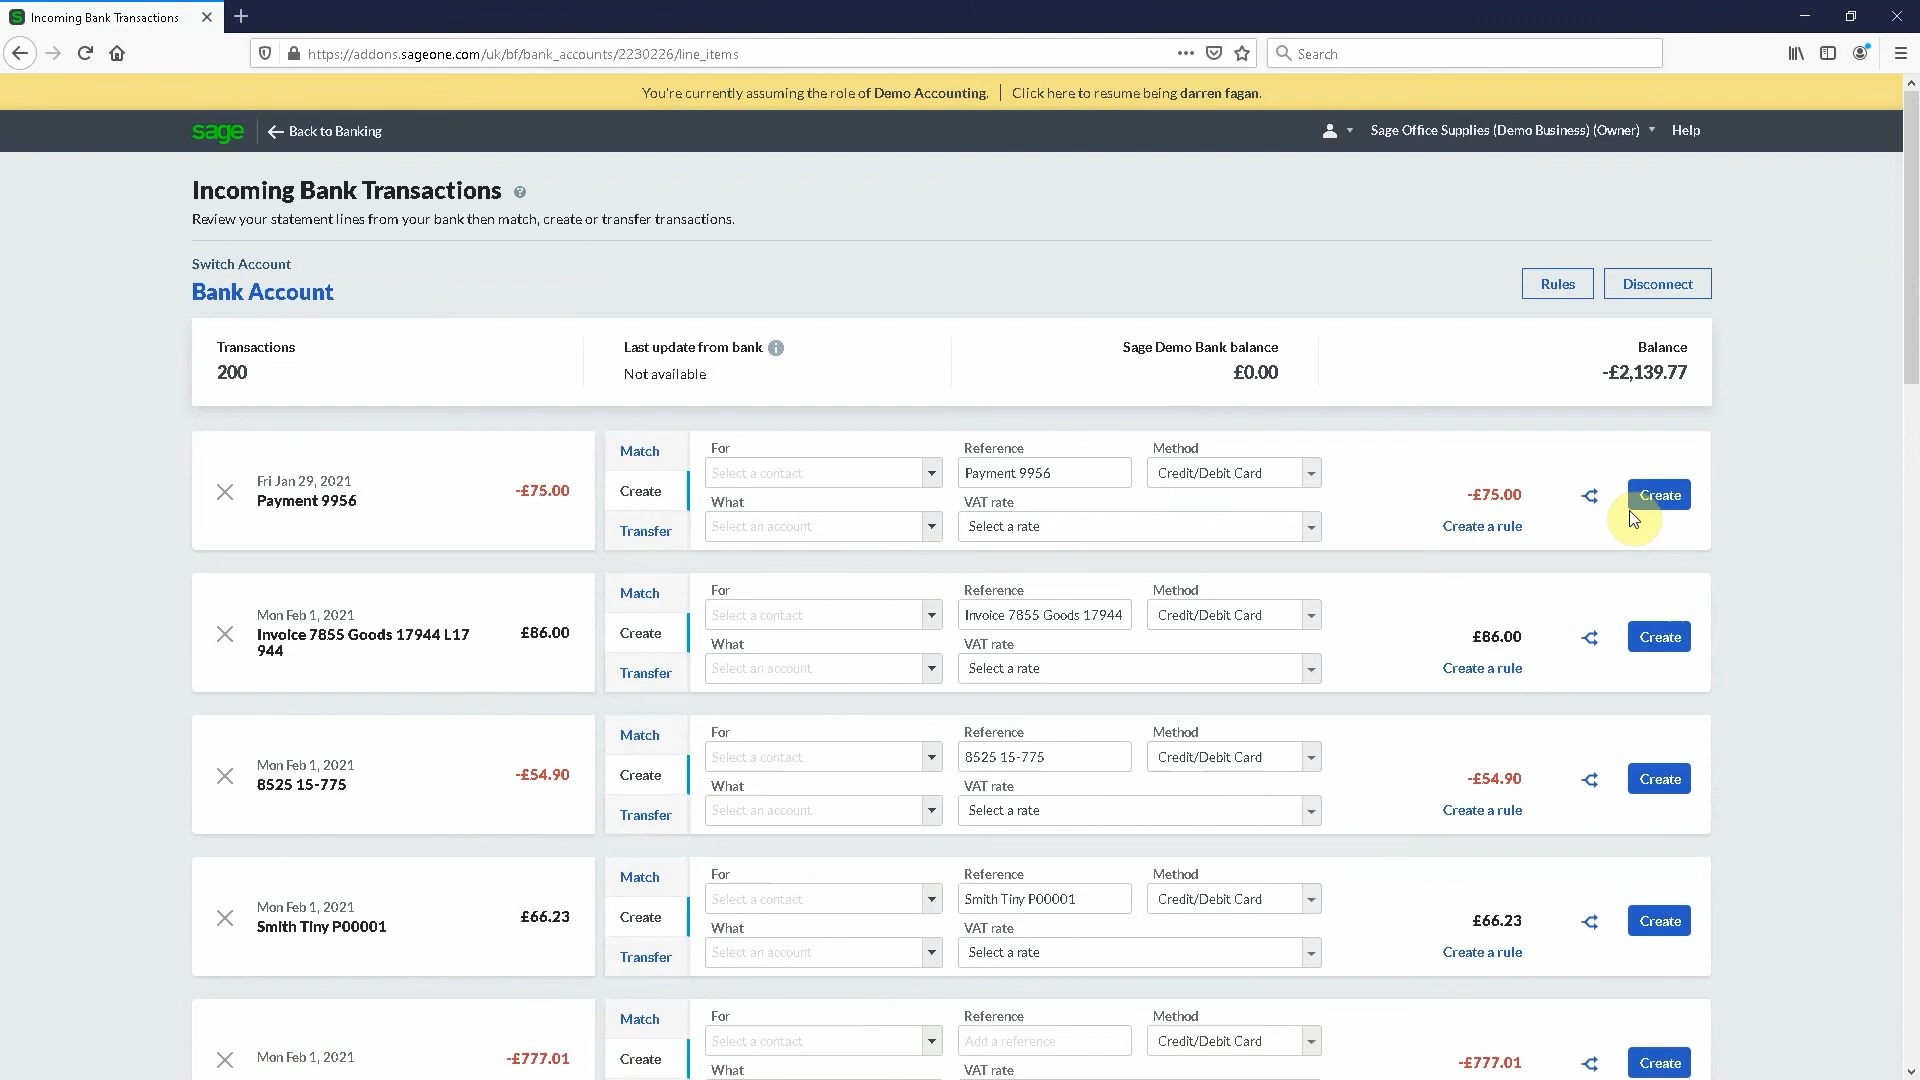 Incoming Bank Transactions
https://addons.sageone.com/uk/bf/bank_accounts/2230226/line_items
Search
You're currently assuming the role of Demo Accounting. | Click here to resume being darren fagan.
sage
Back to Banking
Sage Office Supplies (Demo Business) (Owner)
Help
Incoming Bank Transactions
Review your statement lines from your bank then match, create or transfer transactions.
Switch Account
Bank Account
Rules
Disconnect
Transactions
200
Last update from bank
Not available
Sage Demo Bank balance
£0.00
Balance
-£2,139.77
Fri Jan 29, 2021
Payment 9956
-£75.00
Match
Create
Transfer
For
Select a contact
Reference
Payment 9956
Method
Credit/Debit Card
What
Select an account
VAT rate
Select a rate
-£75.00
Create a rule
Create
Mon Feb 1, 2021
Invoice 7855 Goods 17944 L17
944
£86.00
Match
Create
Transfer
For
Select a contact
Reference
Invoice 7855 Goods 17944
Method
Credit/Debit Card
What
Select an account
VAT rate
Select a rate
£86.00
Create a rule
Create
Mon Feb 1, 2021
8525 15-775
-£54.90
Match
Create
Transfer
For
Select a contact
Reference
8525 15-775
Method
Credit/Debit Card
What
Select an account
VAT rate
Select a rate
-£54.90
Create a rule
Create
Mon Feb 1, 2021
Smith Tiny P00001
£66.23
Match
Create
Transfer
For
Select a contact
Reference
Smith Tiny P00001
Method
Credit/Debit Card
What
Select an account
VAT rate
Select a rate
£66.23
Create a rule
Create
Mon Feb 1, 2021
-£777.01
Match
Create
For
Select a contact
Reference
Add a reference
Method
Credit/Debit Card
What
VAT rate
-£777.01
Create